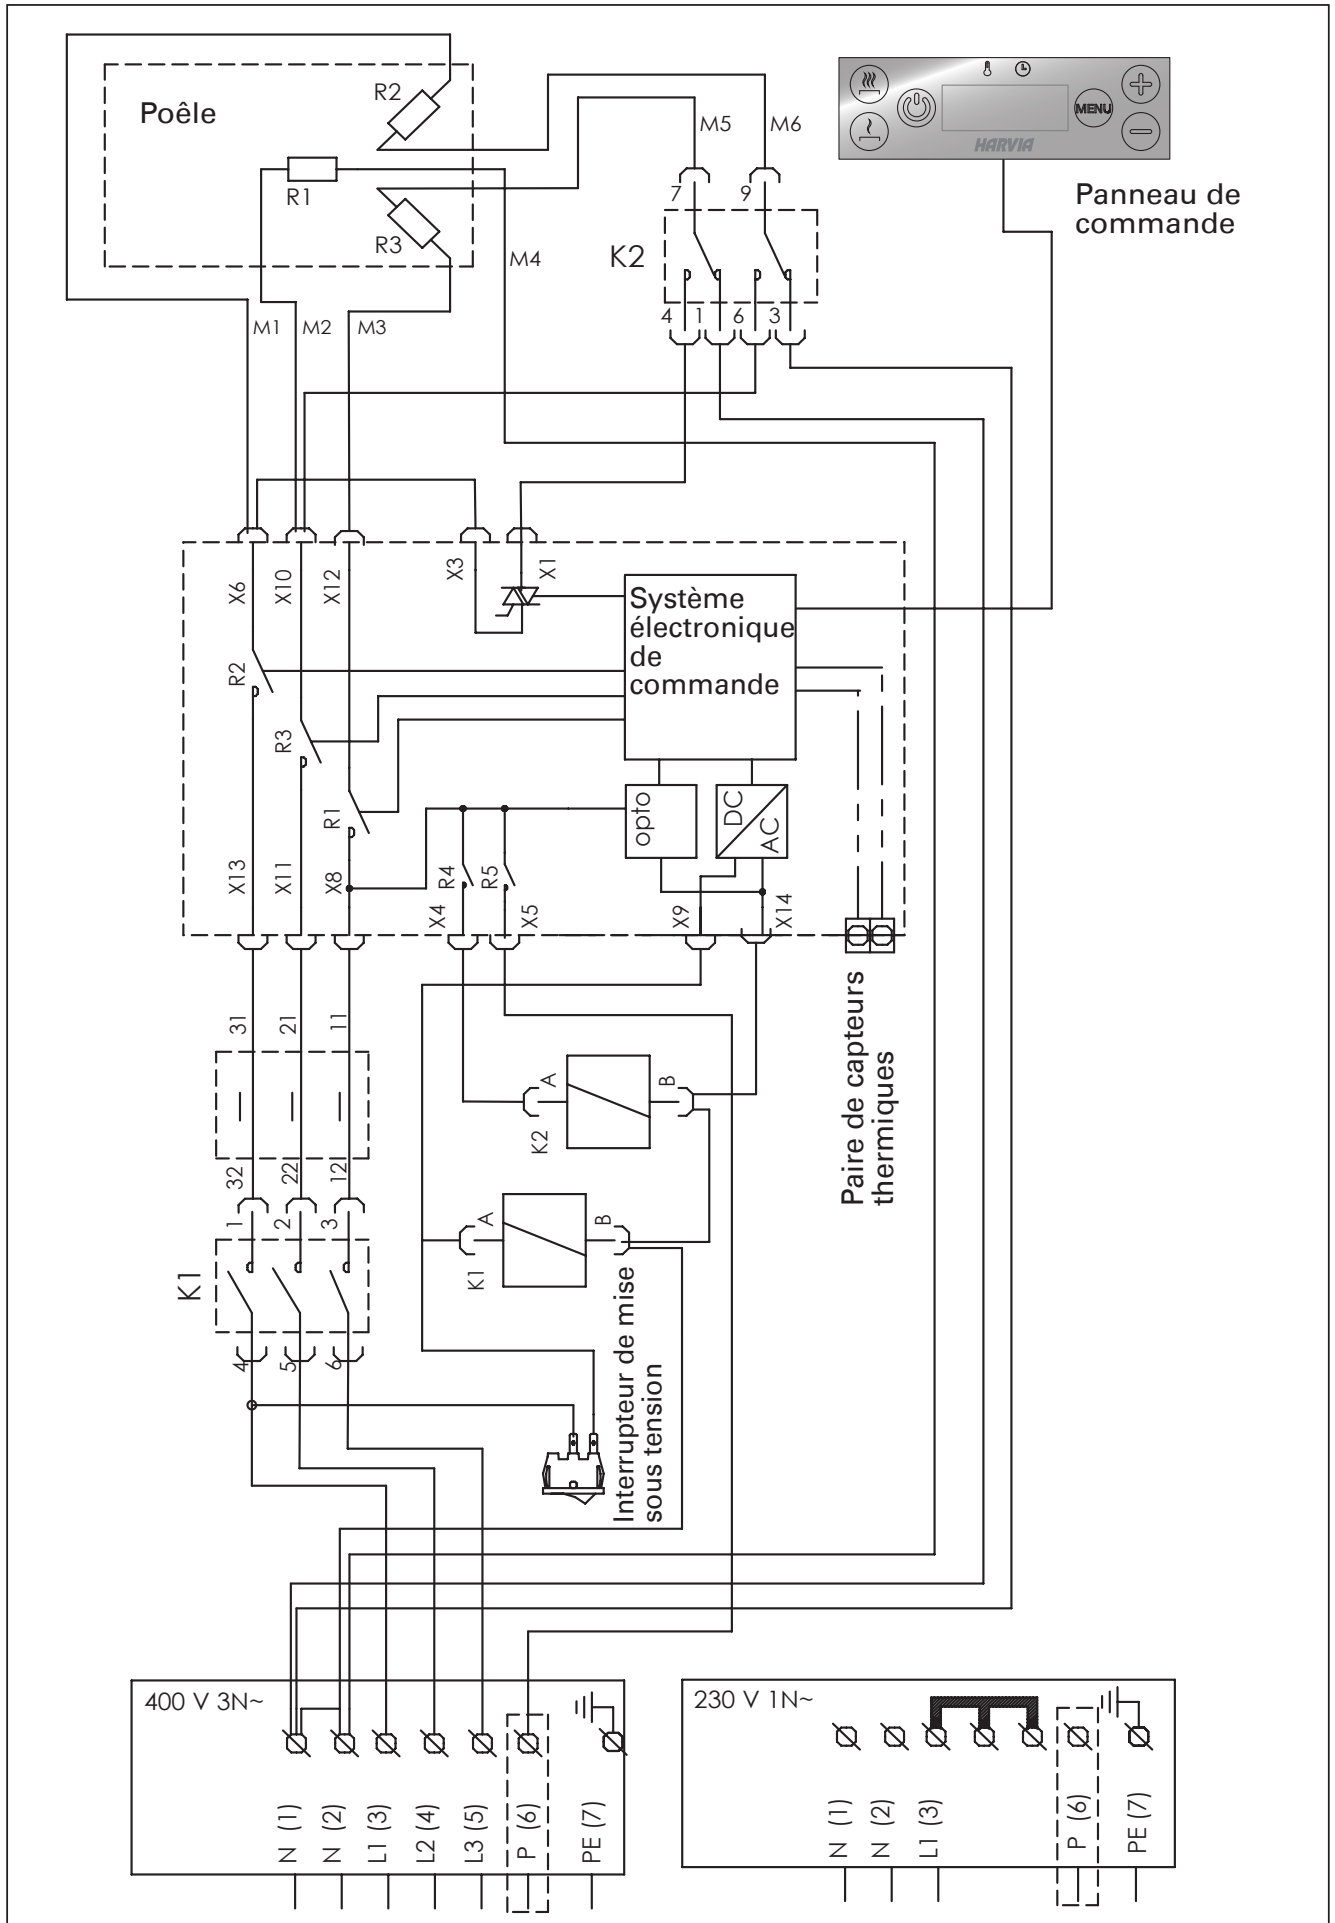 Poêle
R2
R1
R3
M5
M6
MENU
HARVIA
Panneau de
commande
7
9
K2
M4
M1
M2
M3
4
1
6
3
X6
X10
X12
X3
X1
Système
électronique
de
commande
R2
R3
R1
opto
DC
AC
R4
R5
X13
X11
X8
X4
X5
X9
X14
31
21
11
Paire de capteurs
thermiques
A
B
K2
32
22
12
1
2
3
A
B
K1
K1
4
5
6
Interrupteur de mise
sous tension
400 V 3N~
N (1)
N (2)
L1 (3)
L2 (4)
L3 (5)
P (6)
PE (7)
230 V 1N~
N (1)
N (2)
L1 (3)
P (6)
PE (7)